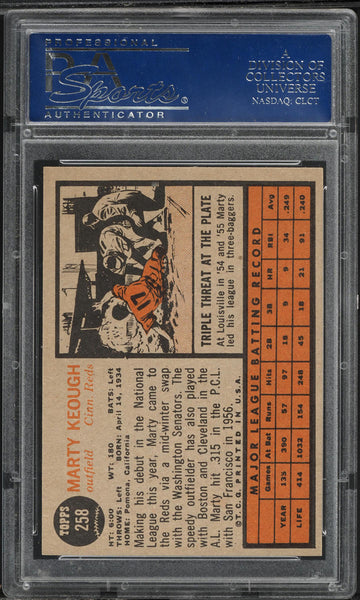 PROFESSIONAL
PSA
Sports
®
AUTHENTICATOR
A
DIVISION OF
COLLECTORS
UNIVERSE
NASDAQ: CLCT
TOPPS
258
MARTY KEOUGH
outfield Cinn. Reds
HT: 6:00 WT: 180 BATS: Left
THROWS: Left BORN: April 14, 1934
HOME: Pomona, California
Making his debut in the National
League this year, Marty came to
the Reds via a mid-winter swap
with the Washington Senators. The
speedy outfielder has also played
with Boston and Cleveland in the
A.L. Marty hit .315 in the P.C.L.
with San Francisco in 1956.
©T.C.G. PRINTED IN U.S.A.
17
TRIPLE THREAT AT THE PLATE
At Louisville in '54 and '55 Marty
led his league in three-baggers.
MAJOR LEAGUE BATTING RECORD
Games At Bat Runs Hits 2B 3B HR RBI Avg
YEAR 135 390 57 97 18 9 9 34 .249
LIFE 414 1032 154 248 45 18 21 91 .240